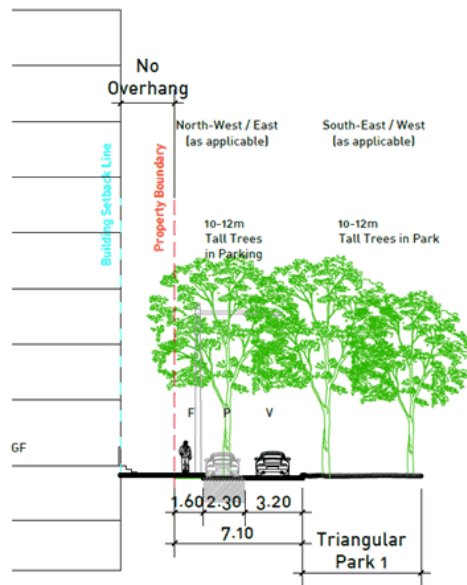 No
Overhang
North-West / East
(as applicable)
South-East / West
(as applicable)
Building Setback Line
Property Boundary
10-12m
Tall Trees
in Parking
10-12m
Tall Trees in Park
F P V
GF
1.60 2.30 3.20
7.10
Triangular
Park 1